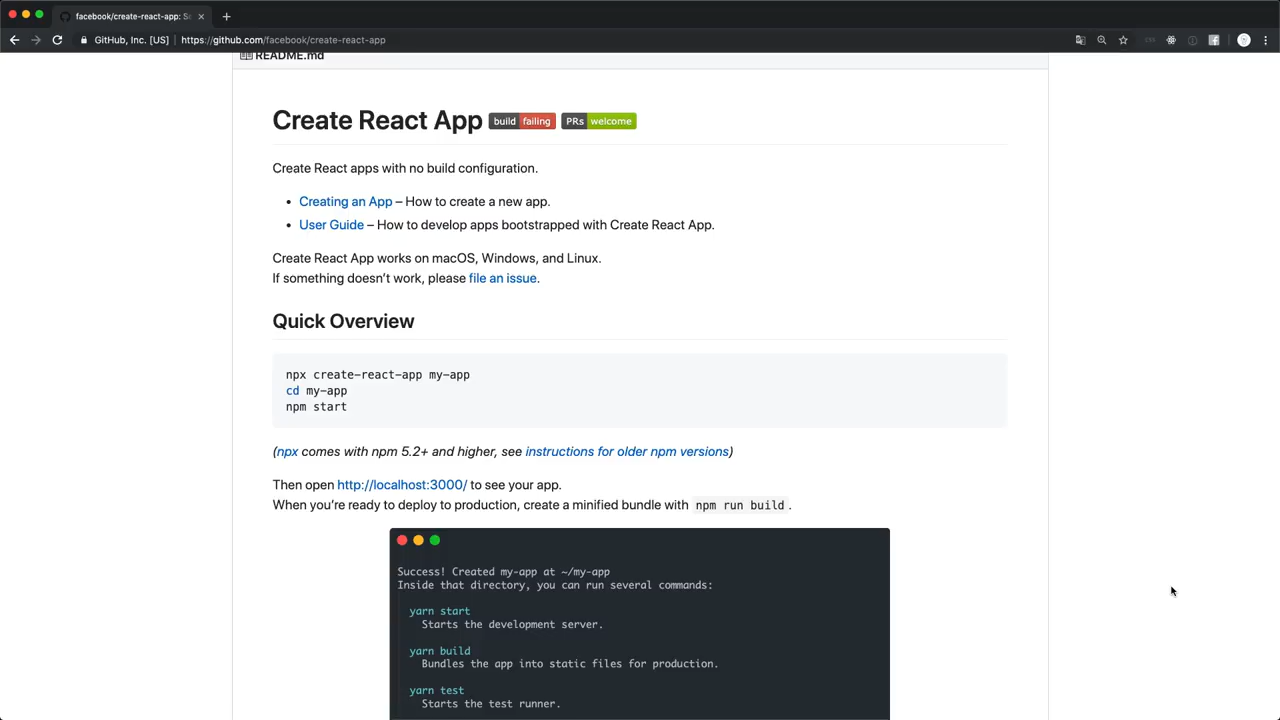 facebook/create-react-app: Se
GitHub, Inc. [US] | https://github.com/facebook/create-react-app
README.md
Create React App build failing PRs welcome
Create React apps with no build configuration.
• Creating an App – How to create a new app.
• User Guide – How to develop apps bootstrapped with Create React App.
Create React App works on macOS, Windows, and Linux.
If something doesn’t work, please file an issue.
Quick Overview
npx create-react-app my-app
cd my-app
npm start
(npx comes with npm 5.2+ and higher, see instructions for older npm versions)
Then open http://localhost:3000/ to see your app.
When you’re ready to deploy to production, create a minified bundle with npm run build.
Success! Created my-app at ~/my-app
Inside that directory, you can run several commands:
yarn start
Starts the development server.
yarn build
Bundles the app into static files for production.
yarn test
Starts the test runner.